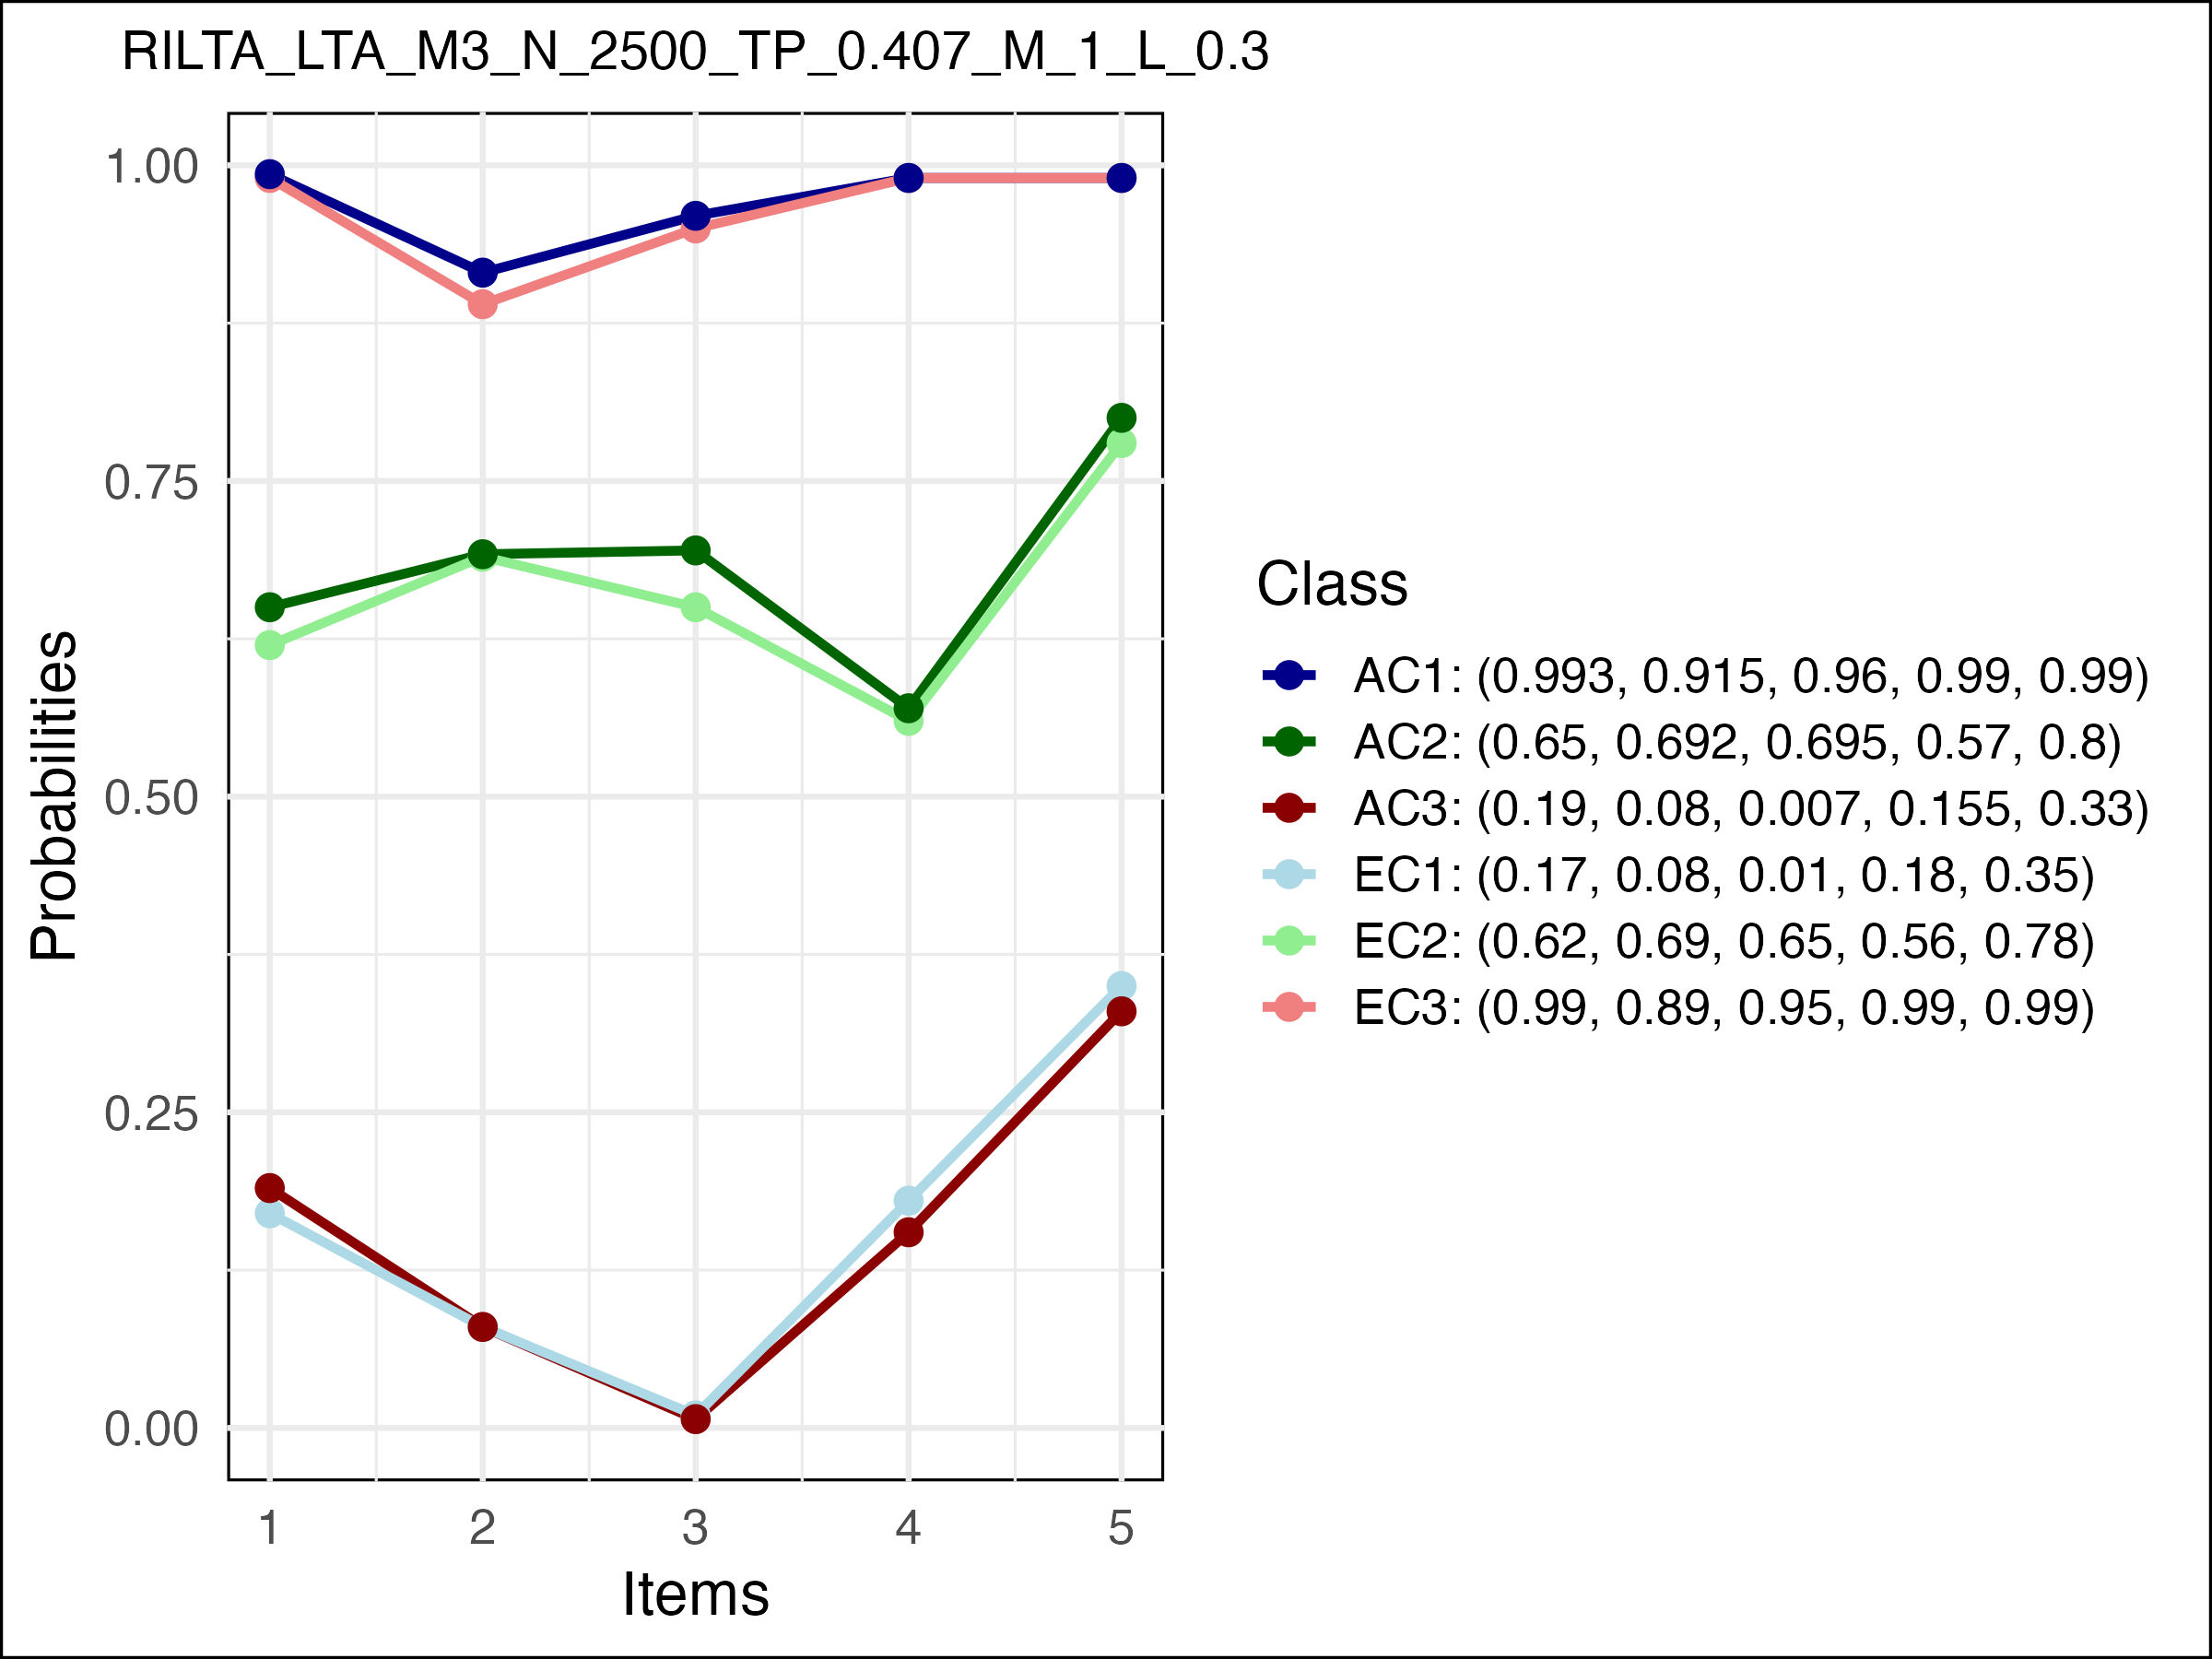 RILTA_LTA_M3_N_2500_TP_0.407_M_1_L_0.3
1.00
0.75
0.50
0.25
0.00
Probabilities
1 2 3 4 5
Items
Class
AC1: (0.993, 0.915, 0.96, 0.99, 0.99)
AC2: (0.65, 0.692, 0.695, 0.57, 0.8)
AC3: (0.19, 0.08, 0.007, 0.155, 0.33)
EC1: (0.17, 0.08, 0.01, 0.18, 0.35)
EC2: (0.62, 0.69, 0.65, 0.56, 0.78)
EC3: (0.99, 0.89, 0.95, 0.99, 0.99)